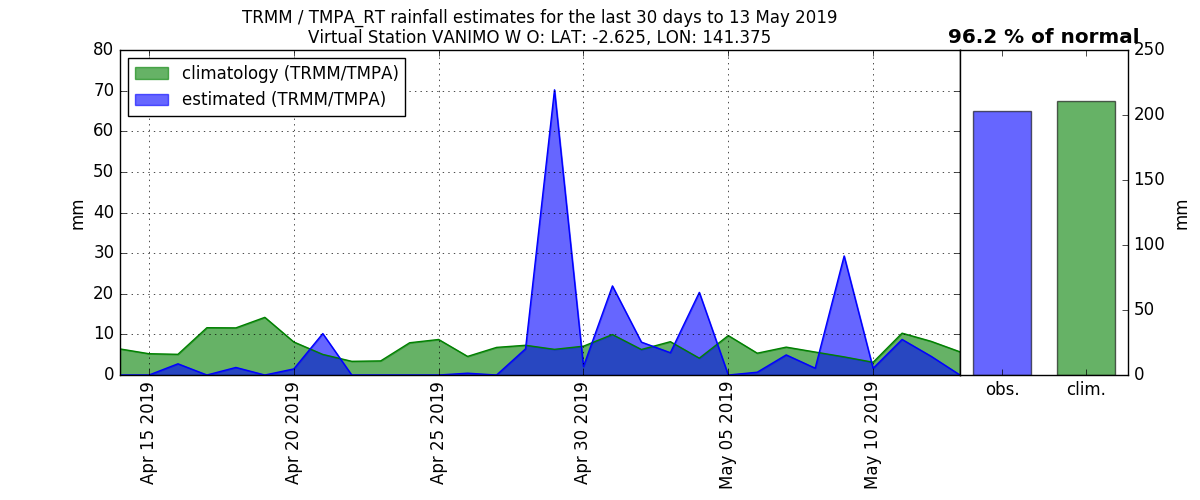 TRMM / TMPA_RT rainfall estimates for the last 30 days to 13 May 2019
Virtual Station VANIMO W O: LAT: -2.625, LON: 141.375
96.2 % of normal
climatology (TRMM/TMPA)
estimated (TRMM/TMPA)
mm
80
70
60
50
40
30
20
10
0
Apr 15 2019
Apr 20 2019
Apr 25 2019
Apr 30 2019
May 05 2019
May 10 2019
obs.
clim.
250
200
150
100
50
0
mm